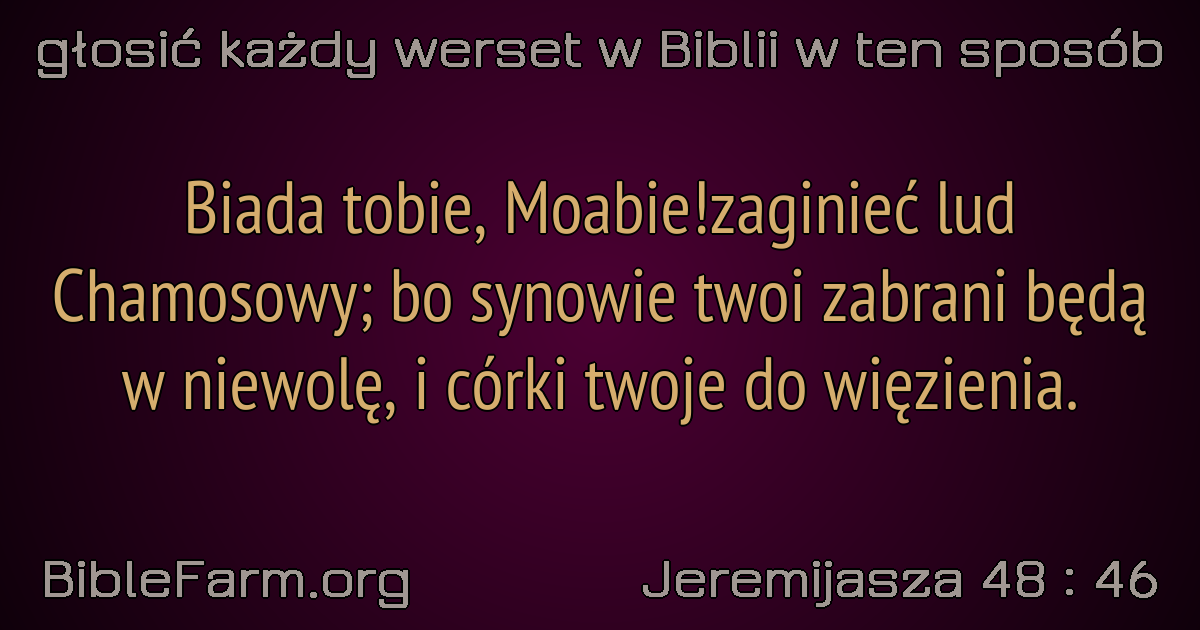 głosić każdy werset w Biblii w ten sposób
Biada tobie, Moabie!zaginieć lud
Chamosowy; bo synowie twoi zabrani będą
w niewolę, i córki twoje do więzienia.
BibleFarm.org
Jeremijasza 48 : 46